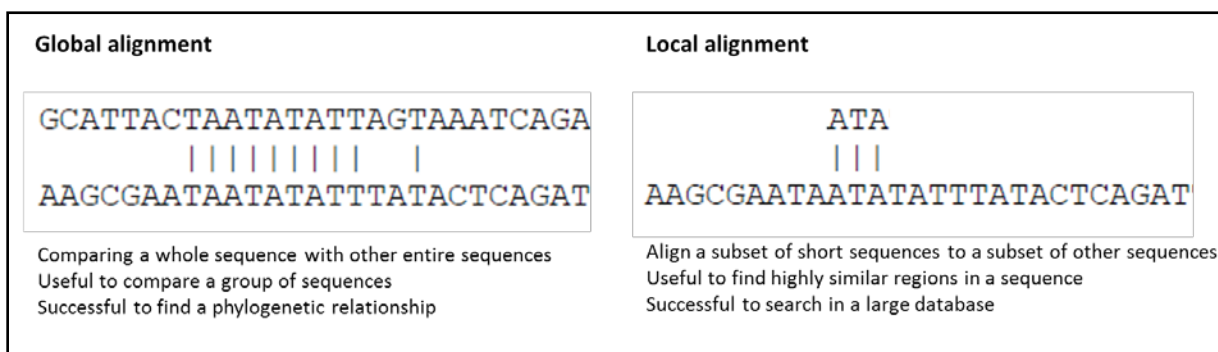 Global alignment
GCATTACTAATATATTAGTAAATCAGA
||||||||| |
AAGCGAATAATATATTTATACTCAGAT
Comparing a whole sequence with other entire sequences
Useful to compare a group of sequences
Successful to find a phylogenetic relationship
Local alignment
ATA
|||
AAGCGAATAATATATTTATACTCAGAT
Align a subset of short sequences to a subset of other sequences
Useful to find highly similar regions in a sequence
Successful to search in a large database